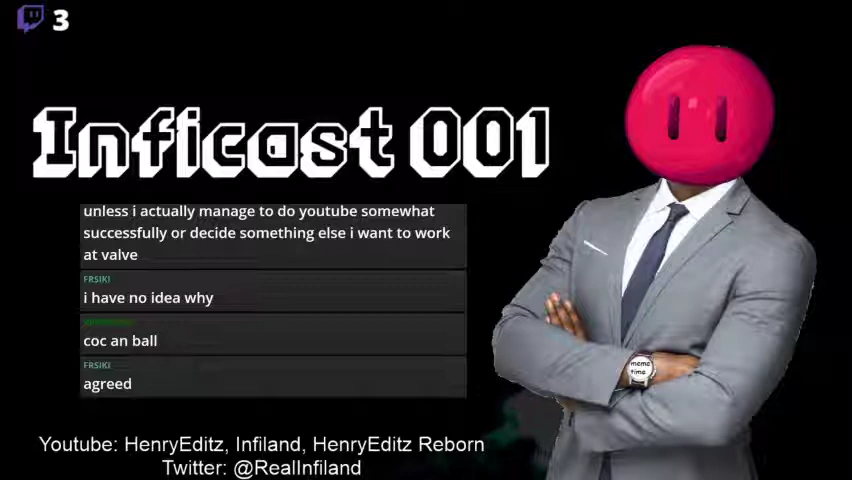 3
Inficast 001
unless i actually manage to do youtube somewhat
successfully or decide something else i want to work
at valve
FRSIKI
i have no idea why
coc an ball
FRSIKI
agreed
meme
time
Youtube: HenryEditz, Infiland, HenryEditz Reborn
Twitter: @RealInfiland